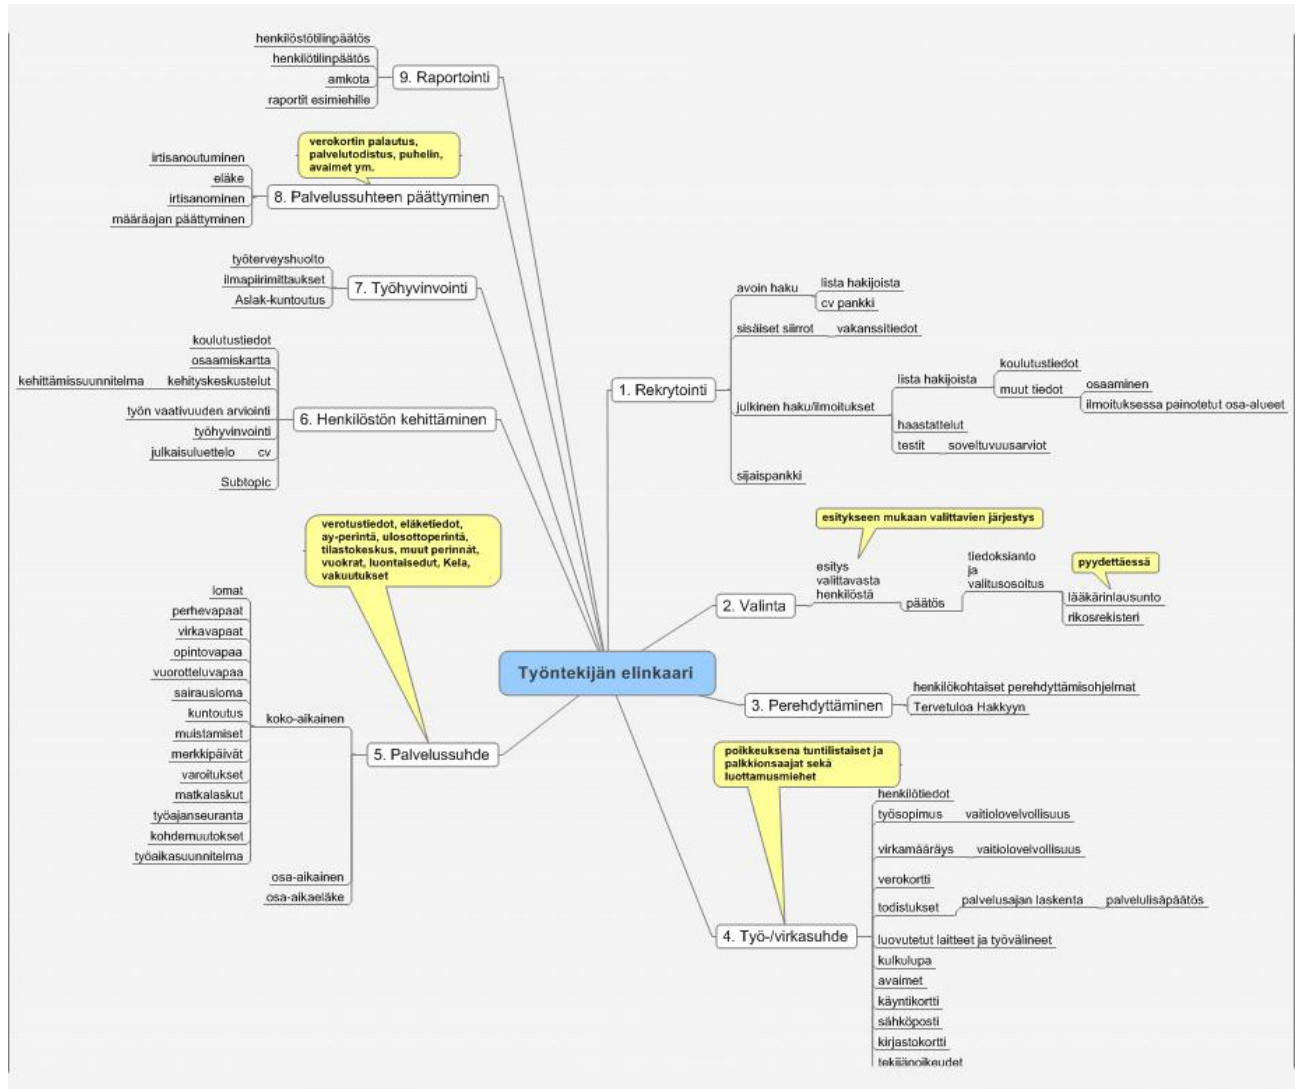 henkilöstötilinpäätös
henkilötilinpäätös
amkota
raportit esimiehille
9. Raportointi
verokortin palautus,
palvelutodistus, puhelin,
avaimet ym.
irtisanoutuminen
eläke
irtisanominen
määräajan päättyminen
8. Palvelussuhteen päättyminen
työterveyshuolto
ilmapiirimittaukset
Aslak-kuntoutus
7. Työhyvinvointi
koulutustiedot
osaamiskartta
kehittämissuunnitelma kehityskeskustelut
työn vaativuuden arviointi
työhyvinvointi
julkaisuluettelo cv
Subtopic
6. Henkilöstön kehittäminen
verotustiedot, eläketiedot,
ay-perintä, ulosottoperintä,
tilastokeskus, muut perinnät,
vuokrat, luontaisedut, Kela,
vakuutukset
lomat
perhevapaat
virkavapaat
opintovapaa
vuorotteluvapaa
sairausloma
kuntoutus
muistamiset
merkkipäivät
varoitukset
matkalaskut
työajanseuranta
kohdemuutokset
työaikasuunnitelma
koko-aikainen
osa-aikainen
osa-aikaeläke
5. Palvelussuhde
Työntekijän elinkaari
1. Rekrytointi
avoin haku
lista hakijoista
cv pankki
sisäiset siirrot vakanssitiedot
julkinen haku/ilmoitukset
lista hakijoista
koulutustiedot
muut tiedot
osaaminen
ilmoituksessa painotetut osa-alueet
haastattelut
testit soveltuvuusarviot
sijaispankki
esitykseen mukaan valittavien järjestys
2. Valinta
esitys
valittavasta
henkilöstä
päätös
tiedoksianto
ja
valitusosoitus
pyydettäessä
lääkärinlausunto
rikosrekisteri
3. Perehdyttäminen
henkilökohtaiset perehdyttämisohjelmat
Tervetuloa Hakkyyn
poikkeuksena tuntilistaiset ja
palkkionsaajat sekä
luottamusmiehet
4. Työ-/virkasuhde
henkilötiedot
työsopimus vaitiolovelvollisuus
virkamääräys vaitiolovelvollisuus
verokortti
todistukset palvelusajan laskenta palvelulisäpäätös
luovutetut laitteet ja työvälineet
kulkulupa
avaimet
käyntikortti
sähköposti
kirjastokortti
tekijänoikeudet